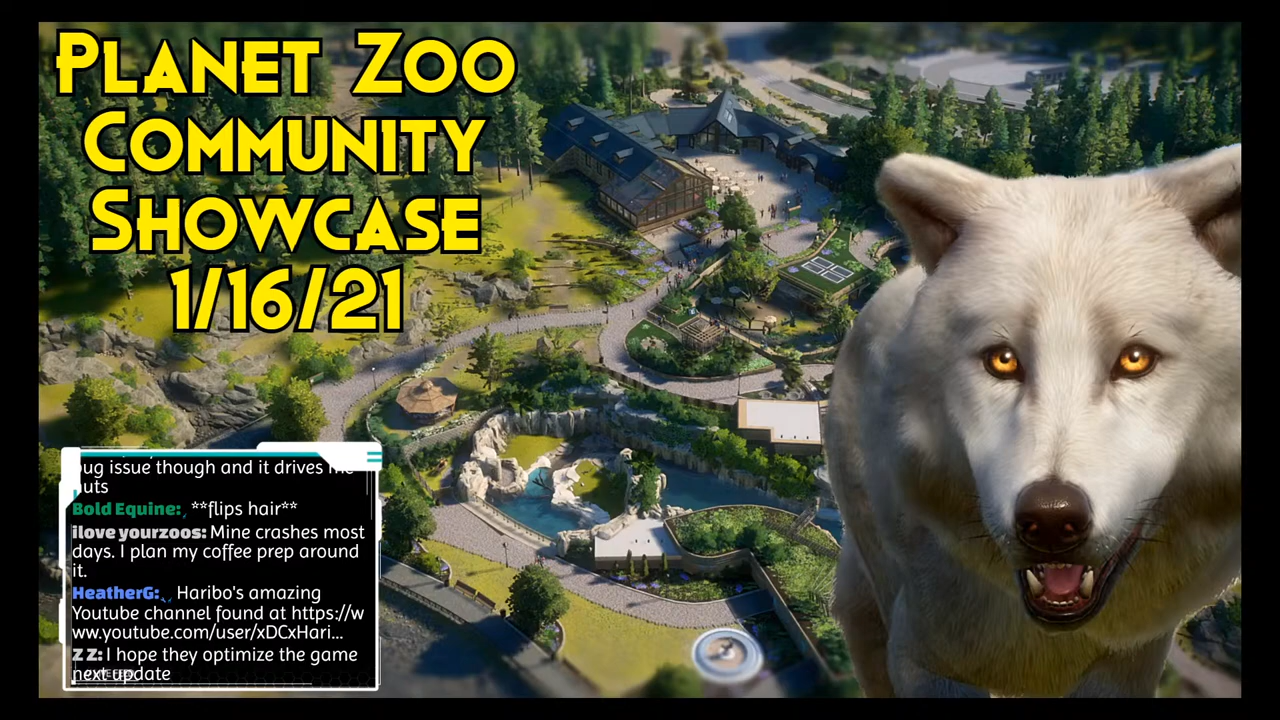 Planet Zoo
Community
Showcase
1/16/21
bug issue though and it drives me
nuts
Bold Equine: **flips hair**
ilove yourzoos: Mine crashes most
days. I plan my coffee prep around
it.
HeatherG: Haribo's amazing
Youtube channel found at https://w
ww.youtube.com/user/xDCxHari...
Z Z: I hope they optimize the game
next update